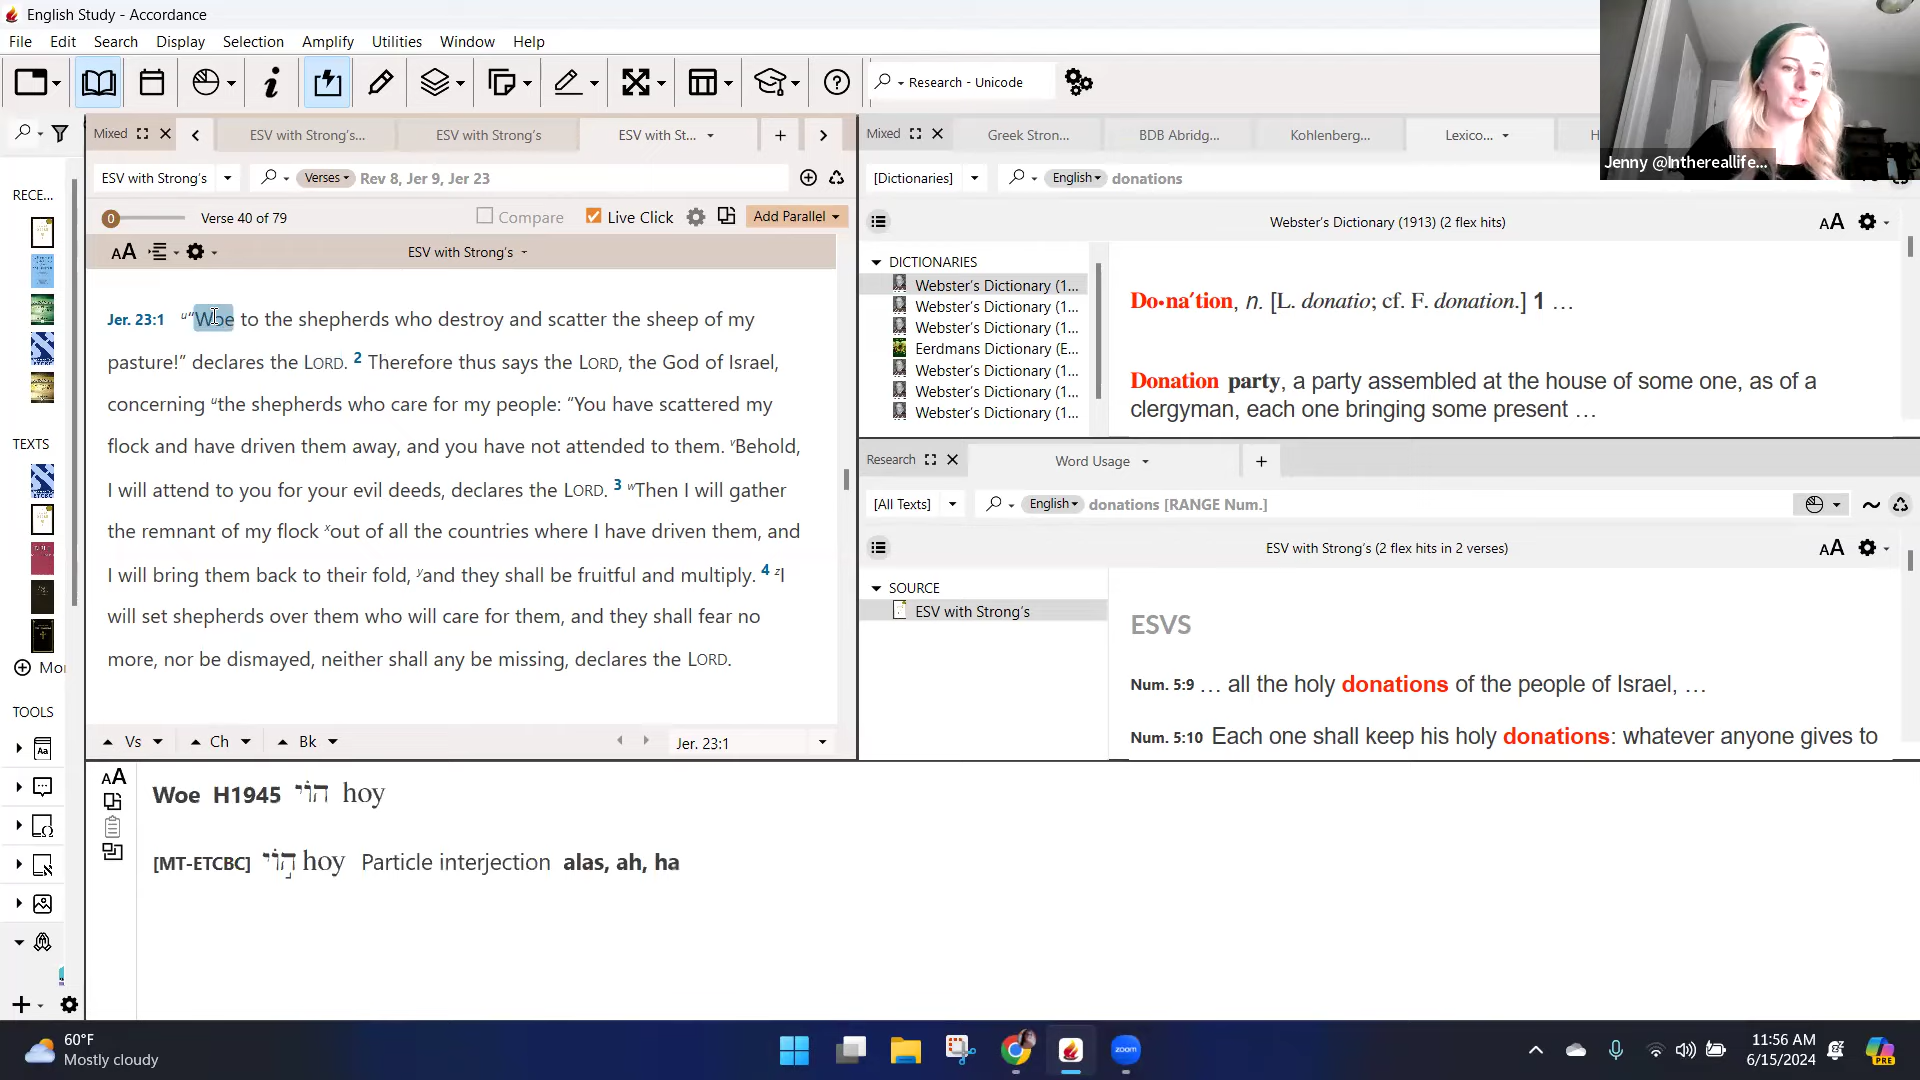 English Study - Accordance
File Edit Search Display Selection Amplify Utilities Window Help
Research - Unicode
Jenny @Inthereallife...
Mixed ESV with Strong's... ESV with Strong's ESV with St...
ESV with Strong's Verses Rev 8, Jer 9, Jer 23
0 Verse 40 of 79 Compare Live Click Add Parallel
AA ESV with Strong's
RECE...
TEXTS
Mo
TOOLS
Jer. 23:1 u“Woe to the shepherds who destroy and scatter the sheep of my
pasture!” declares the LORD. 2 Therefore thus says the LORD, the God of Israel,
concerning uthe shepherds who care for my people: “You have scattered my
flock and have driven them away, and you have not attended to them. vBehold,
I will attend to you for your evil deeds, declares the LORD. 3 wThen I will gather
the remnant of my flock xout of all the countries where I have driven them, and
I will bring them back to their fold, yand they shall be fruitful and multiply. 4 zI
will set shepherds over them who will care for them, and they shall fear no
more, nor be dismayed, neither shall any be missing, declares the LORD.
Vs Ch Bk Jer. 23:1
Mixed Greek Stron... BDB Abridg... Kohlenberg... Lexico...
[Dictionaries] English donations
Webster's Dictionary (1913) (2 flex hits) AA
DICTIONARIES
Webster's Dictionary (1...
Webster's Dictionary (1...
Webster's Dictionary (1...
Eerdmans Dictionary (E...
Webster's Dictionary (1...
Webster's Dictionary (1...
Webster's Dictionary (1...
Do•na′tion, n. [L. donatio; cf. F. donation.] 1 …
Donation party, a party assembled at the house of some one, as of a
clergyman, each one bringing some present …
Research Word Usage
[All Texts] English donations [RANGE Num.]
ESV with Strong's (2 flex hits in 2 verses) AA
SOURCE
ESV with Strong's
ESVS
Num. 5:9 … all the holy donations of the people of Israel, …
Num. 5:10 Each one shall keep his holy donations: whatever anyone gives to
AA Woe H1945 הוֹי hoy
[MT-ETCBC] הֹ֣וֹי hoy Particle interjection alas, ah, ha
60°F
Mostly cloudy
zoom
11:56 AM
6/15/2024
PRE